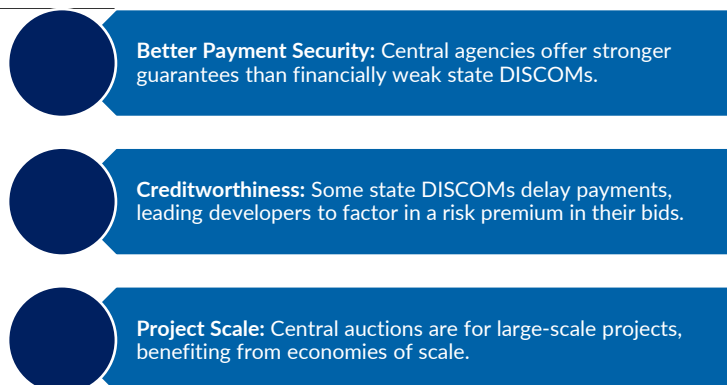 Better Payment Security: Central agencies offer stronger
guarantees than financially weak state DISCOMs.
Creditworthiness: Some state DISCOMs delay payments,
leading developers to factor in a risk premium in their bids.
Project Scale: Central auctions are for large-scale projects,
benefiting from economies of scale.